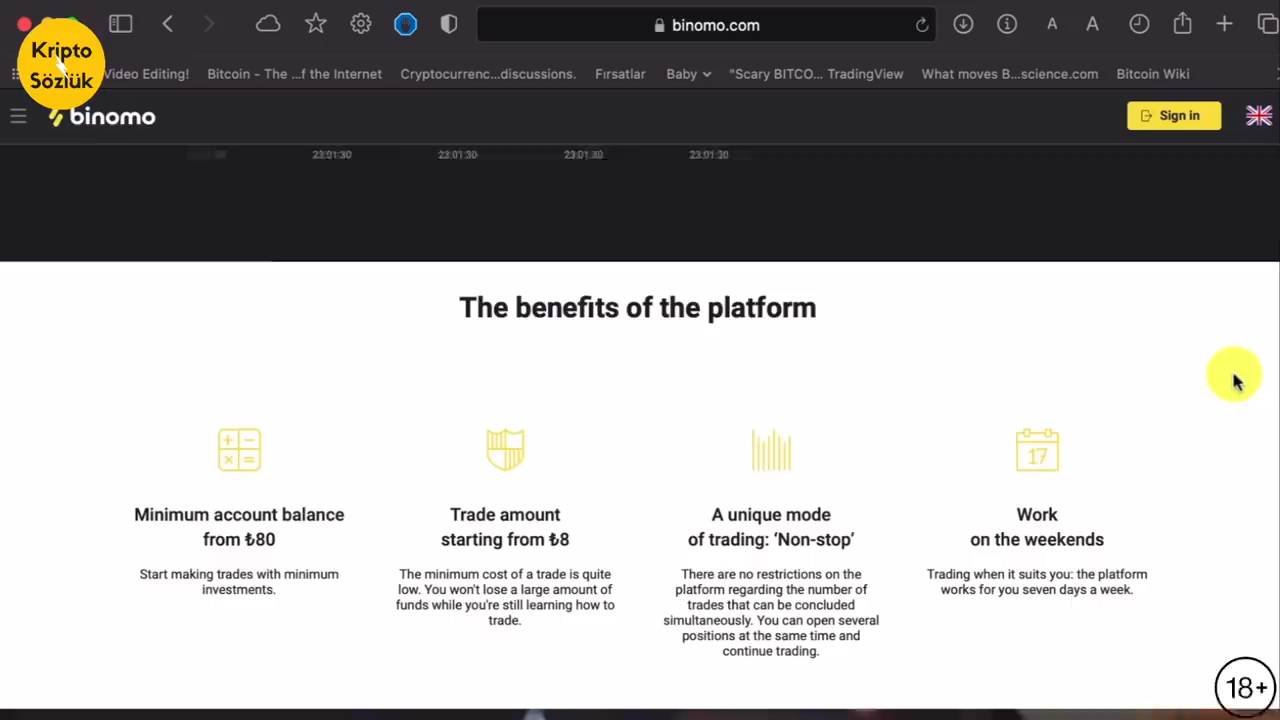 binomo.com
A A
Kripto
Sözlük
Video Editing! Bitcoin - The ...f the Internet Cryptocurrenc...discussions. Fırsatlar Baby "Scary BITCO... TradingView What moves B...science.com Bitcoin Wiki
binomo
Sign in
23:01:30 23:01:30 23:01:30 23:01:30
The benefits of the platform
+ − × =
17
Minimum account balance
from ₺80
Start making trades with minimum
investments.
Trade amount
starting from ₺8
The minimum cost of a trade is quite
low. You won't lose a large amount of
funds while you're still learning how to
trade.
A unique mode
of trading: ‘Non-stop’
There are no restrictions on the
platform regarding the number of
trades that can be concluded
simultaneously. You can open several
positions at the same time and
continue trading.
Work
on the weekends
Trading when it suits you: the platform
works for you seven days a week.
18+